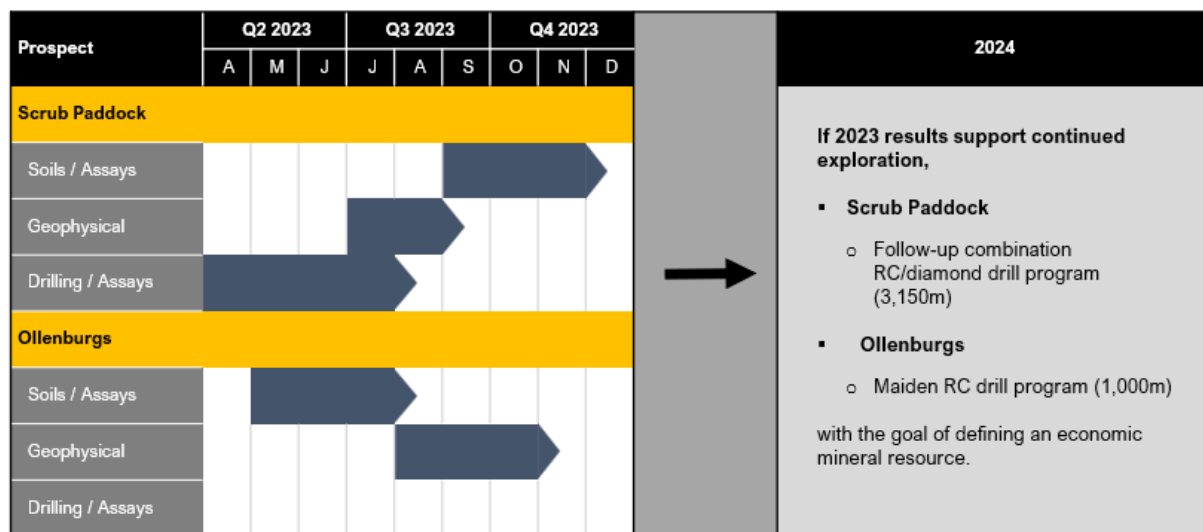 Prospect
Q2 2023 Q3 2023 Q4 2023
A M J J A S O N D
2024
Scrub Paddock
Soils / Assays
Geophysical
Drilling / Assays
Ollenburgs
Soils / Assays
Geophysical
Drilling / Assays
If 2023 results support continued
exploration,
▪ Scrub Paddock
o Follow-up combination
RC/diamond drill program
(3,150m)
▪ Ollenburgs
o Maiden RC drill program (1,000m)
with the goal of defining an economic
mineral resource.